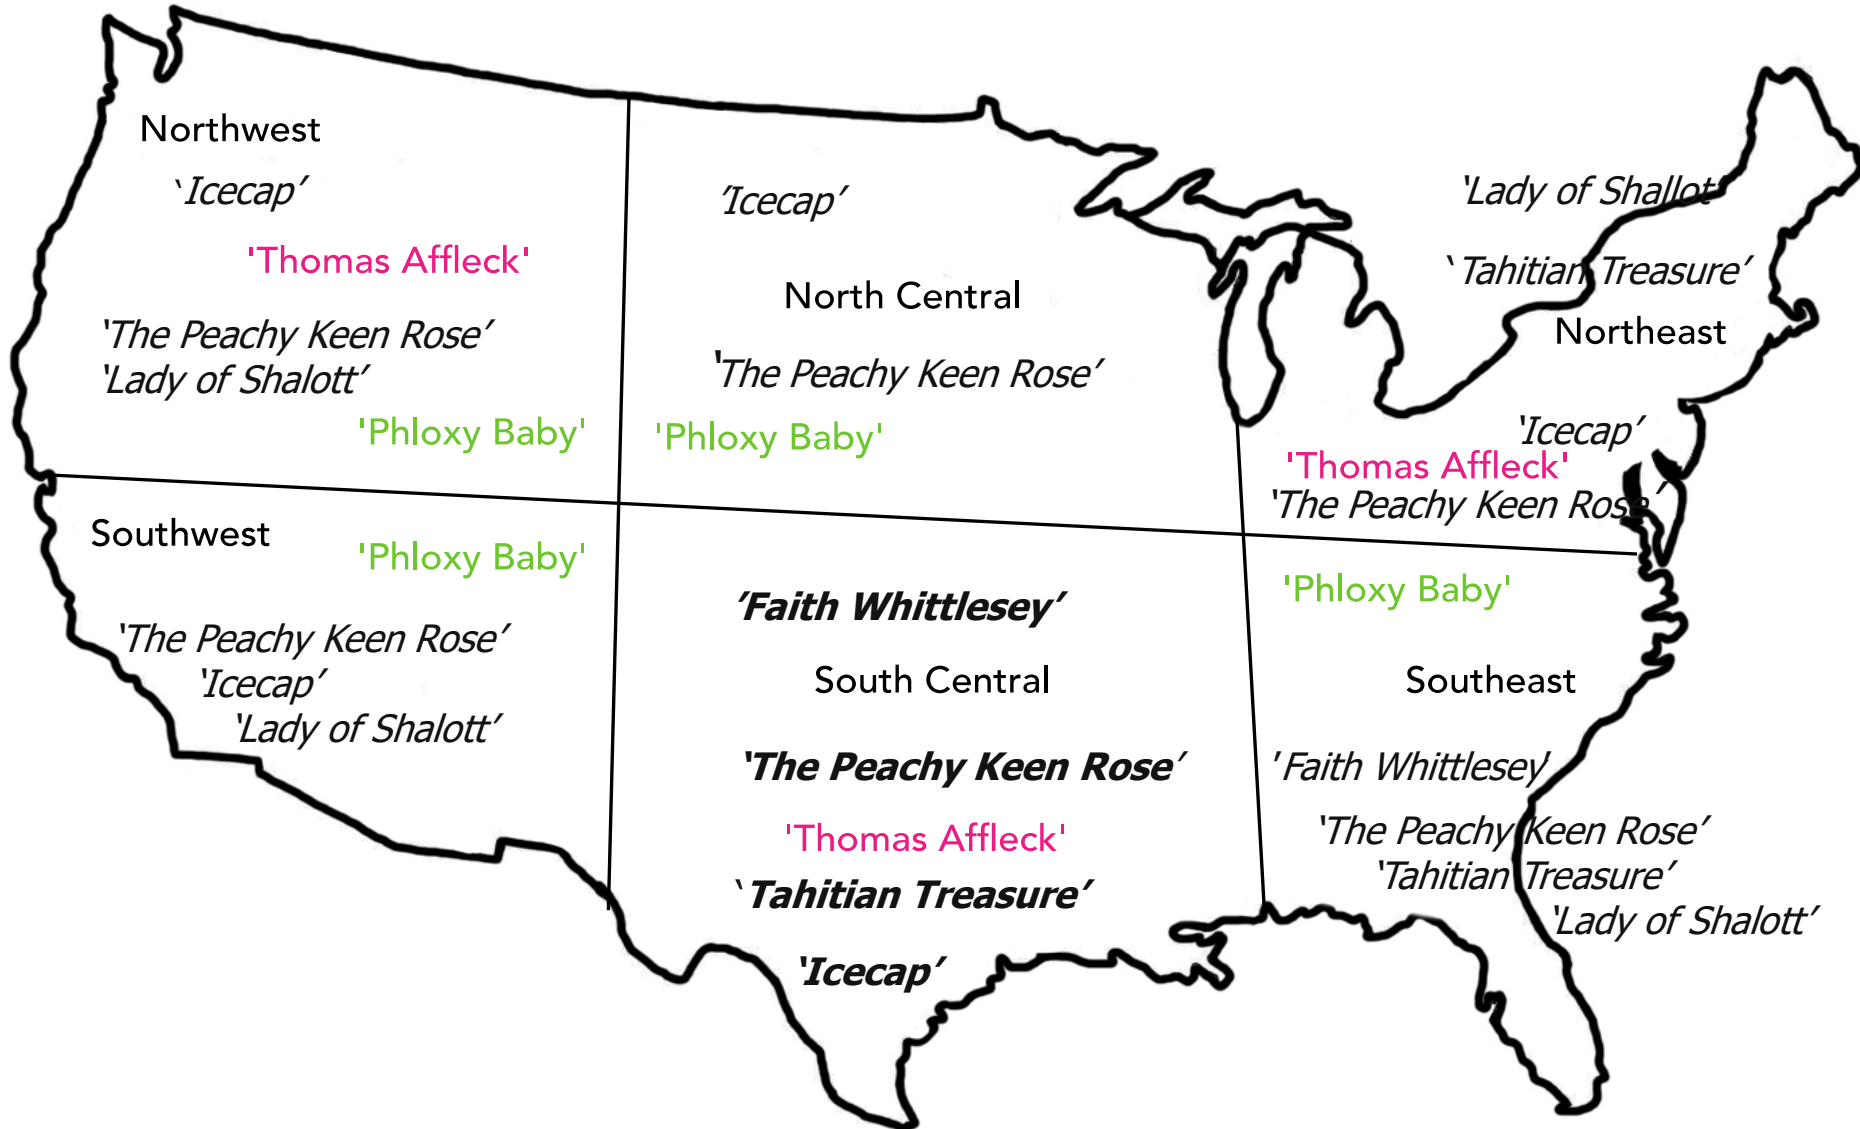 Northwest
‘Icecap’
'Thomas Affleck'
‘The Peachy Keen Rose’
‘Lady of Shalott’
'Phloxy Baby'
’Icecap’
North Central
‘The Peachy Keen Rose’
'Phloxy Baby'
‘Lady of Shallot’
‘Tahitian Treasure’
Northeast
‘Icecap’
'Thomas Affleck'
‘The Peachy Keen Rose’
Southwest
'Phloxy Baby'
‘The Peachy Keen Rose’
‘Icecap’
‘Lady of Shalott’
’Faith Whittlesey’
South Central
‘The Peachy Keen Rose’
'Thomas Affleck'
‘Tahitian Treasure’
‘Icecap’
'Phloxy Baby'
Southeast
’Faith Whittlesey’
‘The Peachy Keen Rose’
‘Tahitian Treasure’
‘Lady of Shalott’